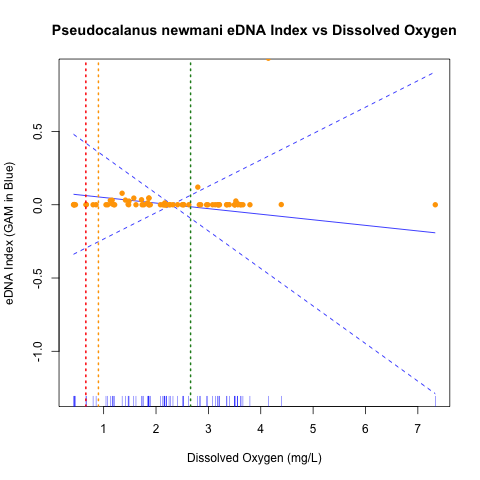 Pseudocalanus newmani eDNA Index vs Dissolved Oxygen
eDNA Index (GAM in Blue)
0.5
0.0
-0.5
-1.0
1 2 3 4 5 6 7
Dissolved Oxygen (mg/L)